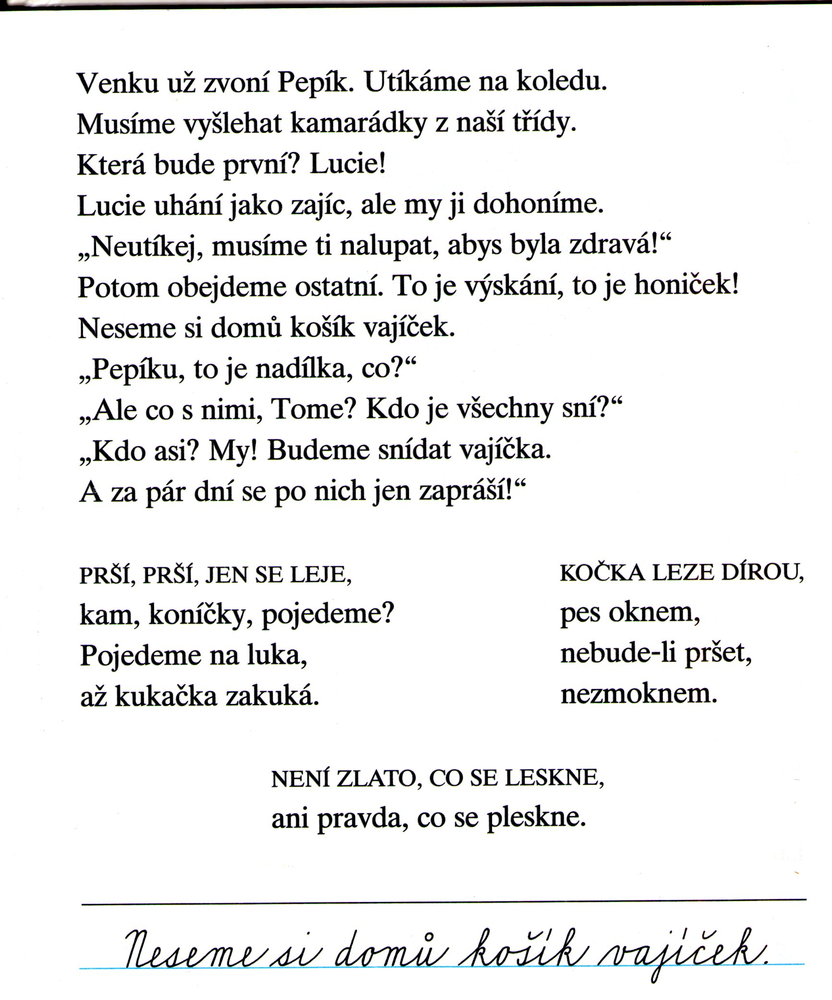 Venku už zvoní Pepík. Utíkáme na koledu.
Musíme vyšlehat kamarádky z naší třídy.
Která bude první? Lucie!
Lucie uhání jako zajíc, ale my ji dohoníme.
„Neutíkej, musíme ti nalupat, abys byla zdravá!“
Potom obejdeme ostatní. To je výskání, to je honiček!
Neseme si domů košík vajíček.
„Pepíku, to je nadílka, co?“
„Ale co s nimi, Tome? Kdo je všechny sní?“
„Kdo asi? My! Budeme snídat vajíčka.
A za pár dní se po nich jen zapráší!“
PRŠÍ, PRŠÍ, JEN SE LEJE,
kam, koníčky, pojedeme?
Pojedeme na luka,
až kukačka zakuká.
KOČKA LEZE DÍROU,
pes oknem,
nebude-li pršet,
nezmoknem.
NENÍ ZLATO, CO SE LESKNE,
ani pravda, co se pleskne.
Neseme si domů košík vajíček.